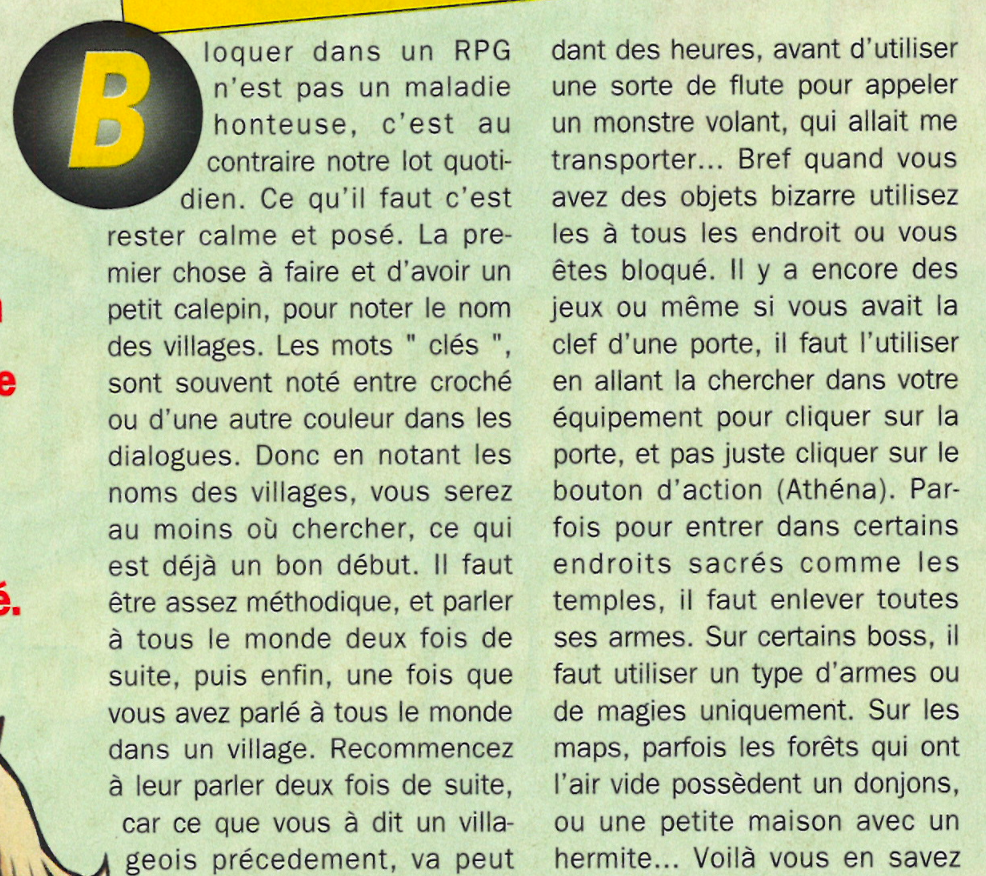 Bloquer dans un RPG
n'est pas un maladie
honteuse, c'est au
contraire notre lot quoti-
dien. Ce qu'il faut c'est
rester calme et posé. La pre-
mier chose à faire et d'avoir un
petit calepin, pour noter le nom
des villages. Les mots " clés ",
sont souvent noté entre croché
ou d'une autre couleur dans les
dialogues. Donc en notant les
noms des villages, vous serez
au moins où chercher, ce qui
est déjà un bon début. Il faut
être assez méthodique, et parler
à tous le monde deux fois de
suite, puis enfin, une fois que
vous avez parlé à tous le monde
dans un village. Recommencez
à leur parler deux fois de suite,
car ce que vous à dit un villa-
geois précedement, va peut
dant des heures, avant d'utiliser
une sorte de flute pour appeler
un monstre volant, qui allait me
transporter... Bref quand vous
avez des objets bizarre utilisez
les à tous les endroit ou vous
êtes bloqué. Il y a encore des
jeux ou même si vous avait la
clef d'une porte, il faut l'utiliser
en allant la chercher dans votre
équipement pour cliquer sur la
porte, et pas juste cliquer sur le
bouton d'action (Athéna). Par-
fois pour entrer dans certains
endroits sacrés comme les
temples, il faut enlever toutes
ses armes. Sur certains boss, il
faut utiliser un type d'armes ou
de magies uniquement. Sur les
maps, parfois les forêts qui ont
l'air vide possèdent un donjons,
ou une petite maison avec un
hermite... Voilà vous en savez